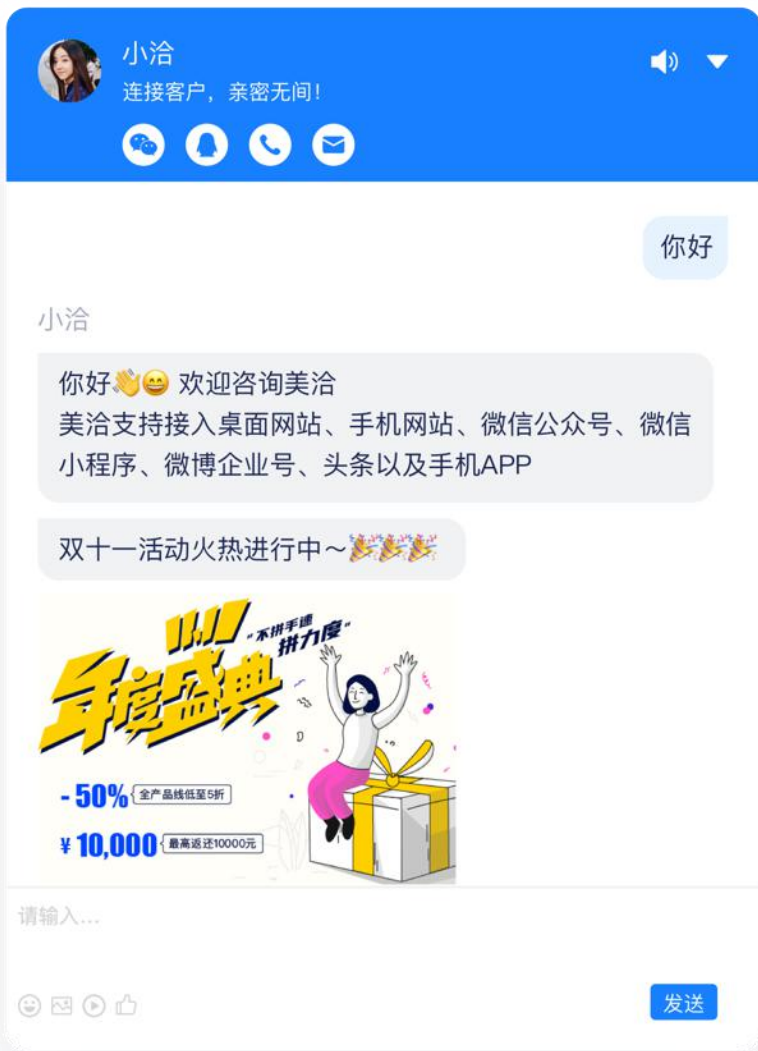 小洽
连接客户，亲密无间！
你好
小洽
你好👋😄 欢迎咨询美洽
美洽支持接入桌面网站、手机网站、微信公众号、微信
小程序、微博企业号、头条以及手机APP
双十一活动火热进行中～🎉🎉🎉
11.11
"不拼手速
拼力度"
年度盛典
- 50% 全产品线低至5折
¥ 10,000 最高返还10000元
请输入...
发送